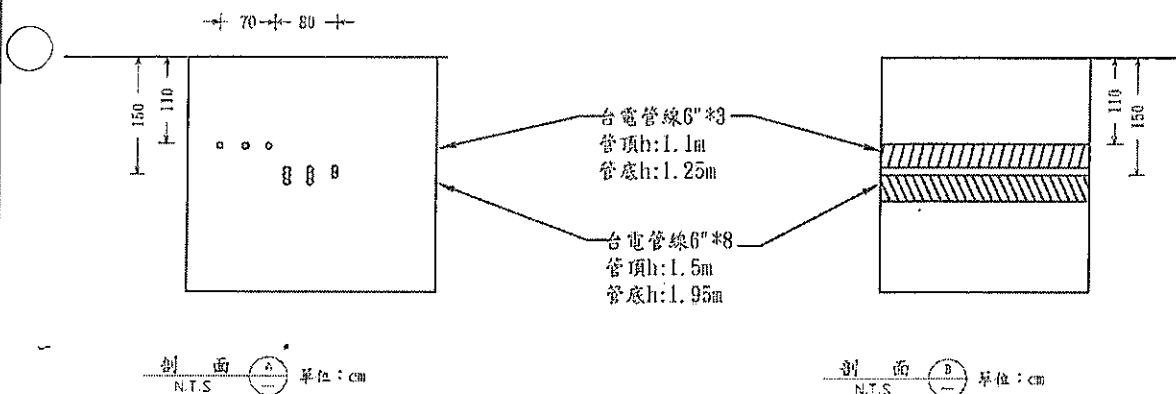 70 80
150
110
110
150
台電管線6"*3
管頂h:1.1m
管底h:1.25m
台電管線6"*8
管頂h:1.5m
管底h:1.95m
剖 面 A 單位:cm
N.T.S
剖 面 B 單位:cm
N.T.S